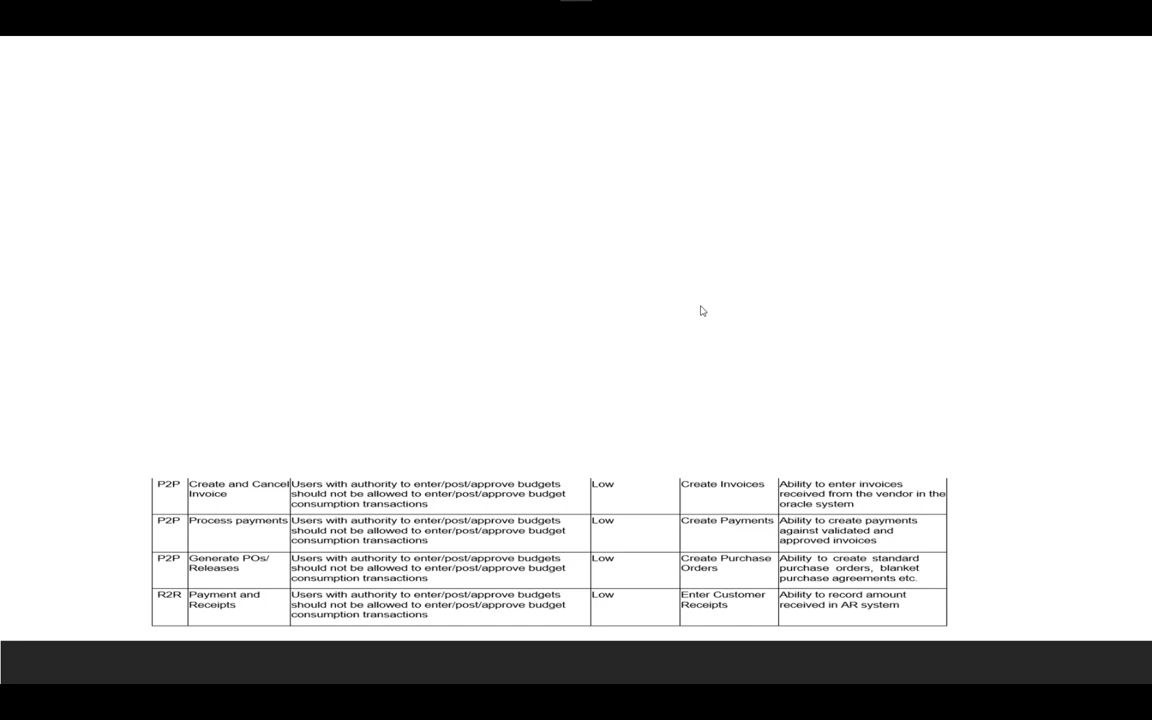 P2P Create and Cancel Users with authority to enter/post/approve budgets Low Create Invoices Ability to enter invoices
Invoice should not be allowed to enter/post/approve budget received from the vendor in the
consumption transactions oracle system
P2P Process payments Users with authority to enter/post/approve budgets Low Create Payments Ability to create payments
should not be allowed to enter/post/approve budget against validated and
consumption transactions approved invoices
P2P Generate POs/ Users with authority to enter/post/approve budgets Low Create Purchase Ability to create standard
Releases should not be allowed to enter/post/approve budget Orders purchase orders, blanket
consumption transactions purchase agreements etc.
R2R Payment and Users with authority to enter/post/approve budgets Low Enter Customer Ability to record amount
Receipts should not be allowed to enter/post/approve budget Receipts received in AR system
consumption transactions